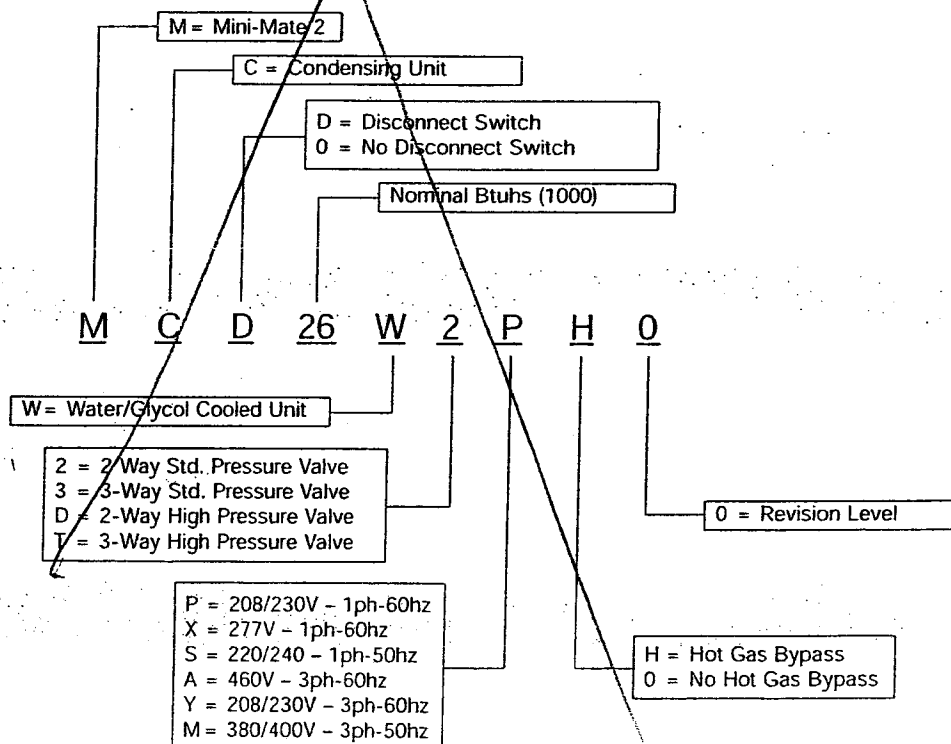 M = Mini-Mate 2
C = Condensing Unit
D = Disconnect Switch
0 = No Disconnect Switch
Nominal Btuhs (1000)
M C D 26 W 2 P H 0
W = Water/Glycol Cooled Unit
2 = 2 Way Std. Pressure Valve
3 = 3-Way Std. Pressure Valve
D = 2-Way High Pressure Valve
T = 3-Way High Pressure Valve
0 = Revision Level
P = 208/230V – 1ph-60hz
X = 277V – 1ph-60hz
S = 220/240 – 1ph-50hz
A = 460V – 3ph-60hz
Y = 208/230V – 3ph-60hz
M = 380/400V – 3ph-50hz
H = Hot Gas Bypass
0 = No Hot Gas Bypass